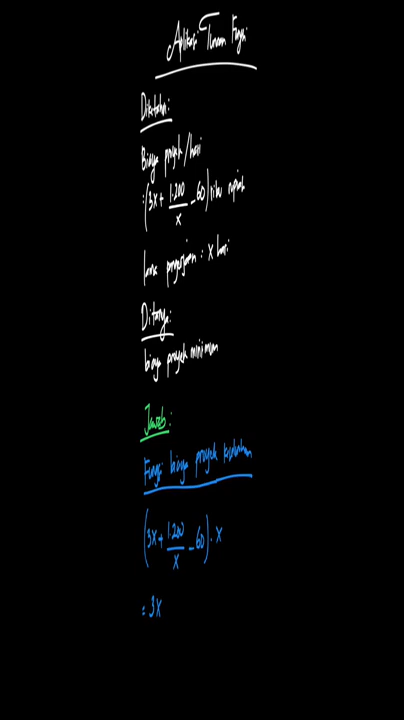 Aplikasi Turunan Fungsi
Diketahui:
Biaya proyek/hari
: (3x + 1.200/x - 60) ribu rupiah
lama pengerjaan : x hari
Ditanya:
biaya proyek minimum
Jawab:
Fungsi biaya proyek keseluruhan
(3x + 1.200/x - 60) . x
= 3x